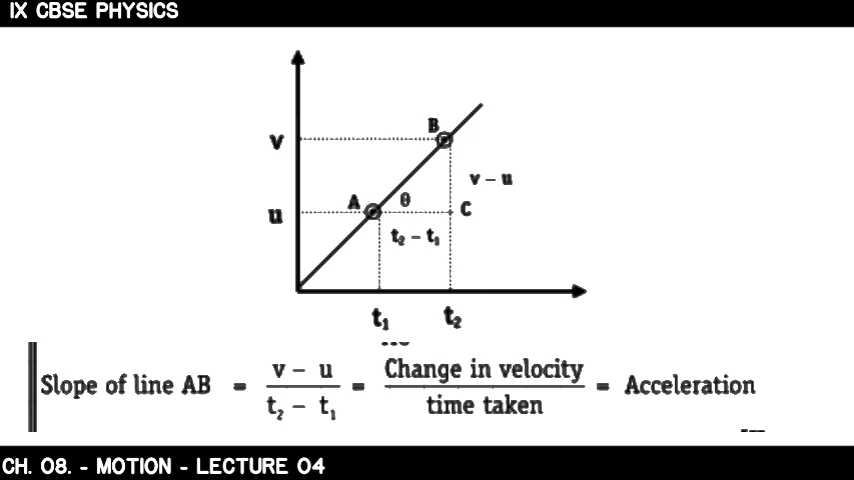 IX CBSE PHYSICS
B
v
v – u
A θ
u C
t₂ – t₁
t₁ t₂
Slope of line AB = v – u / t₂ – t₁ = Change in velocity / time taken = Acceleration
CH. 08. - MOTION - LECTURE 04